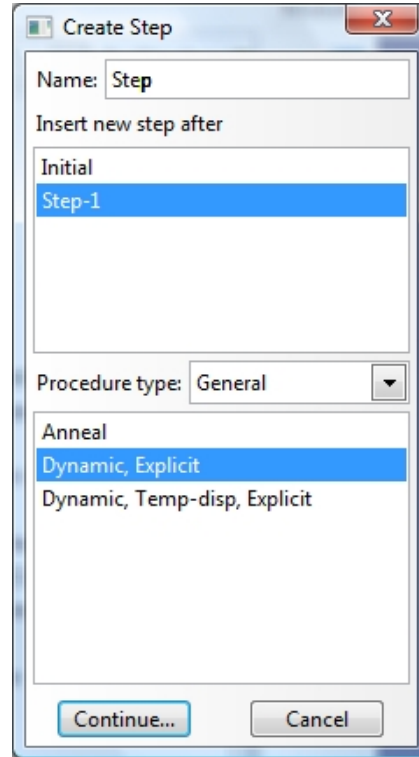 Create Step
Name: Step
Insert new step after
Initial
Step-1
Procedure type: General
Anneal
Dynamic, Explicit
Dynamic, Temp-disp, Explicit
Continue... Cancel